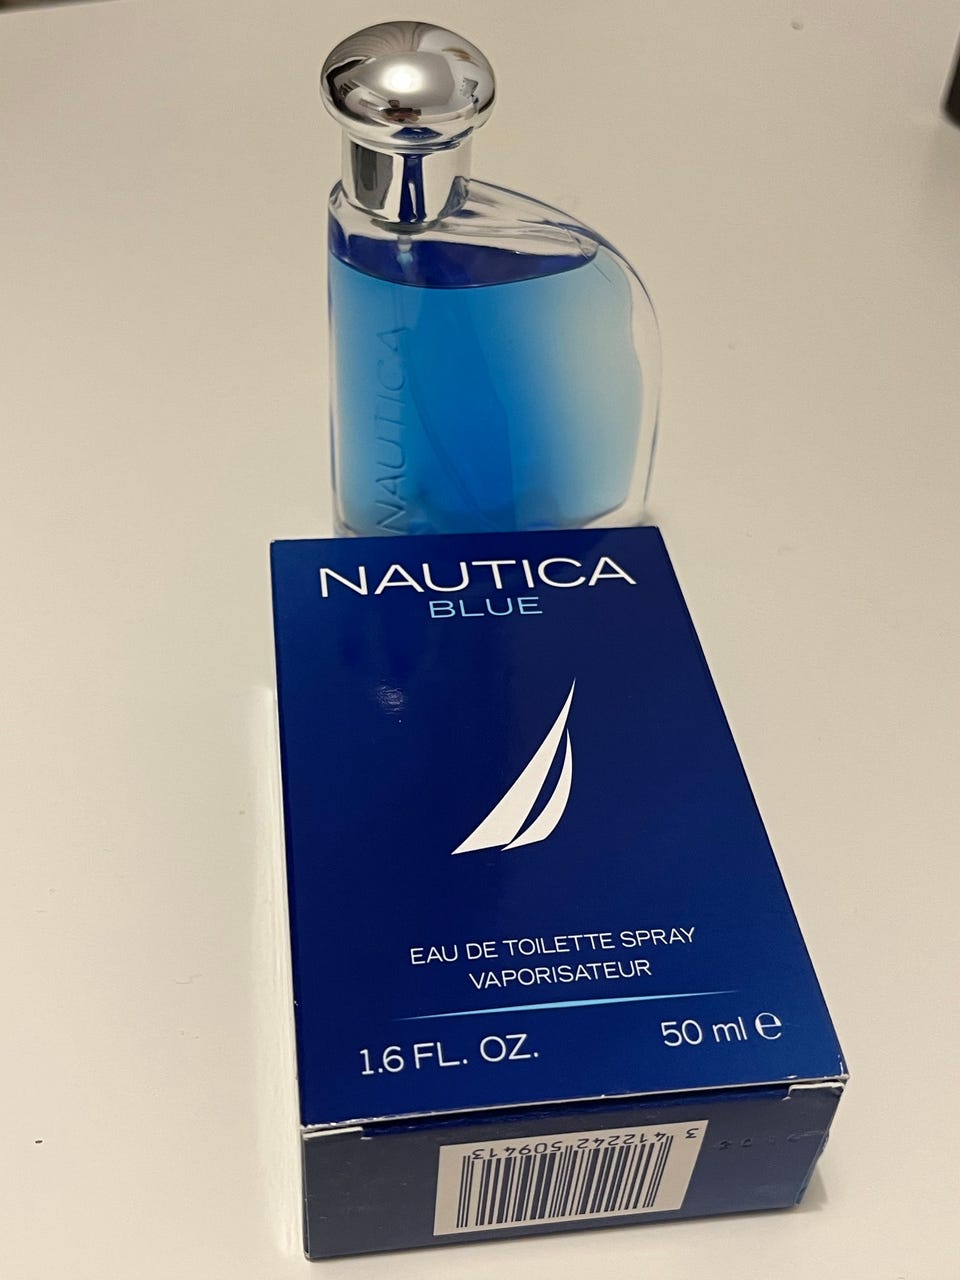 NAUTICA
NAUTICA
BLUE
EAU DE TOILETTE SPRAY
VAPORISATEUR
1.6 FL. OZ.
50 ml ℮
3 412242 509413